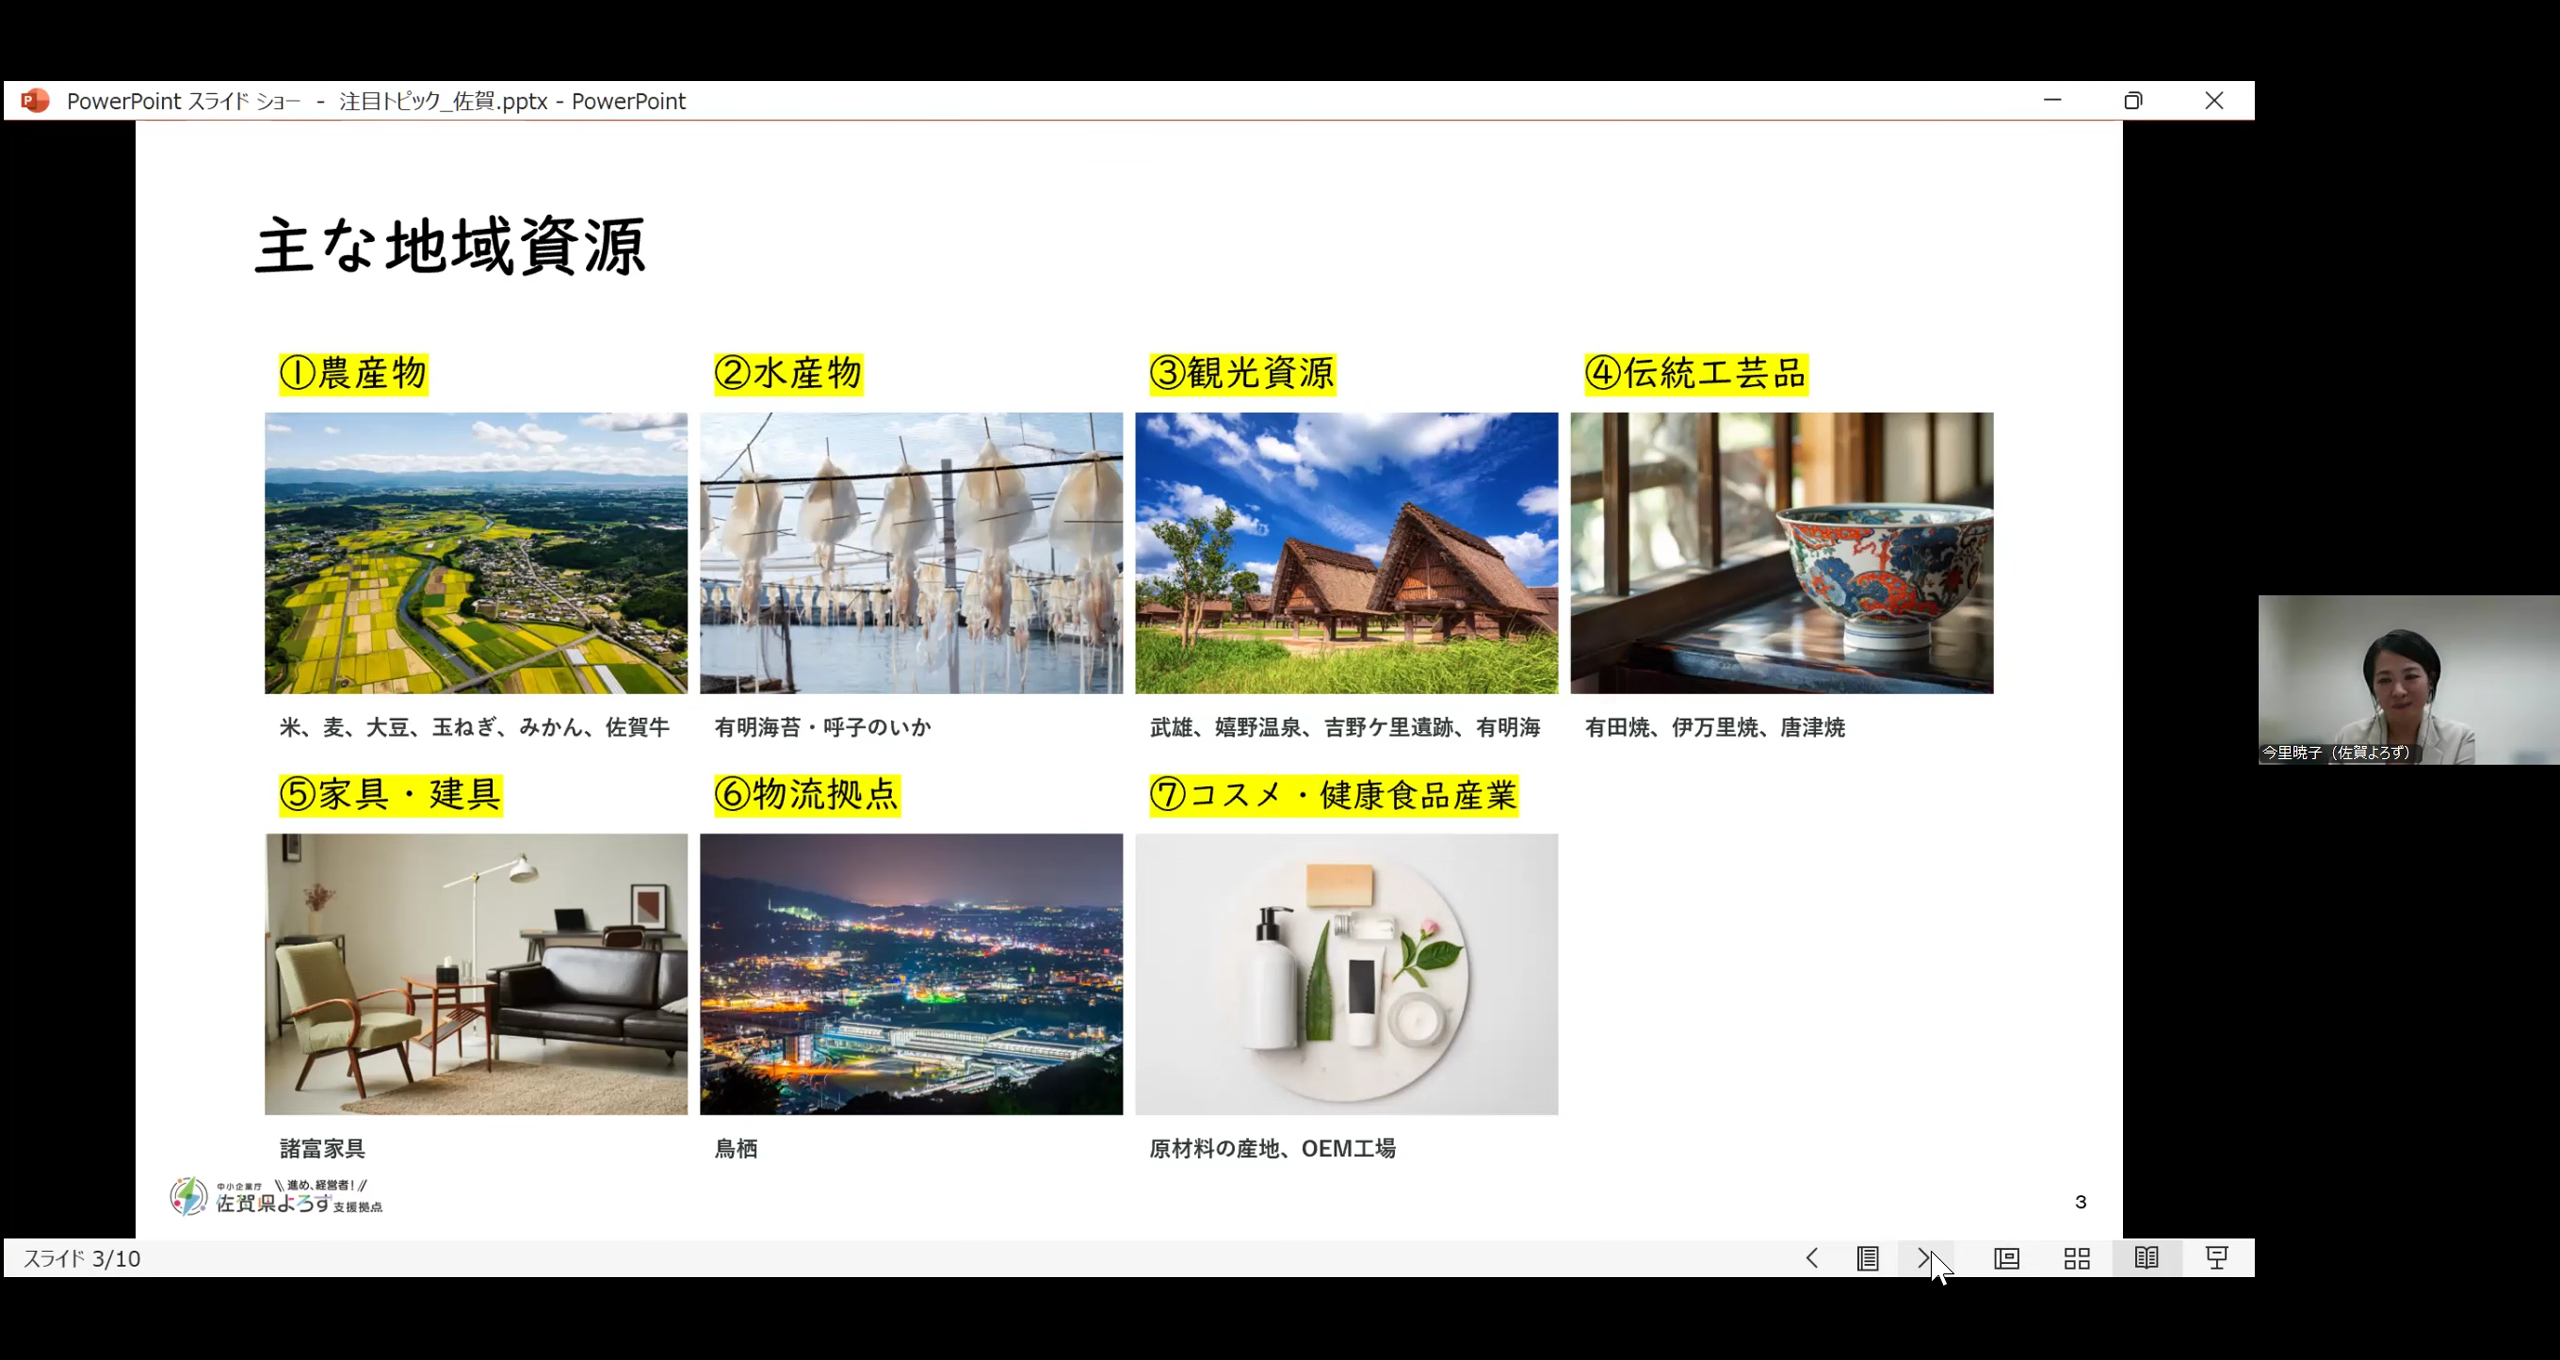 PowerPoint スライド ショー - 注目トピック_佐賀.pptx - PowerPoint
主な地域資源
①農産物
②水産物
③観光資源
④伝統工芸品
米、麦、大豆、玉ねぎ、みかん、佐賀牛
有明海苔・呼子のいか
武雄、嬉野温泉、吉野ケ里遺跡、有明海
有田焼、伊万里焼、唐津焼
⑤家具・建具
⑥物流拠点
⑦コスメ・健康食品産業
諸富家具
鳥栖
原材料の産地、OEM工場
中小企業庁 \\ 進め、経営者！ //
佐賀県よろず支援拠点
3
スライド 3/10
今里暁子（佐賀よろず）